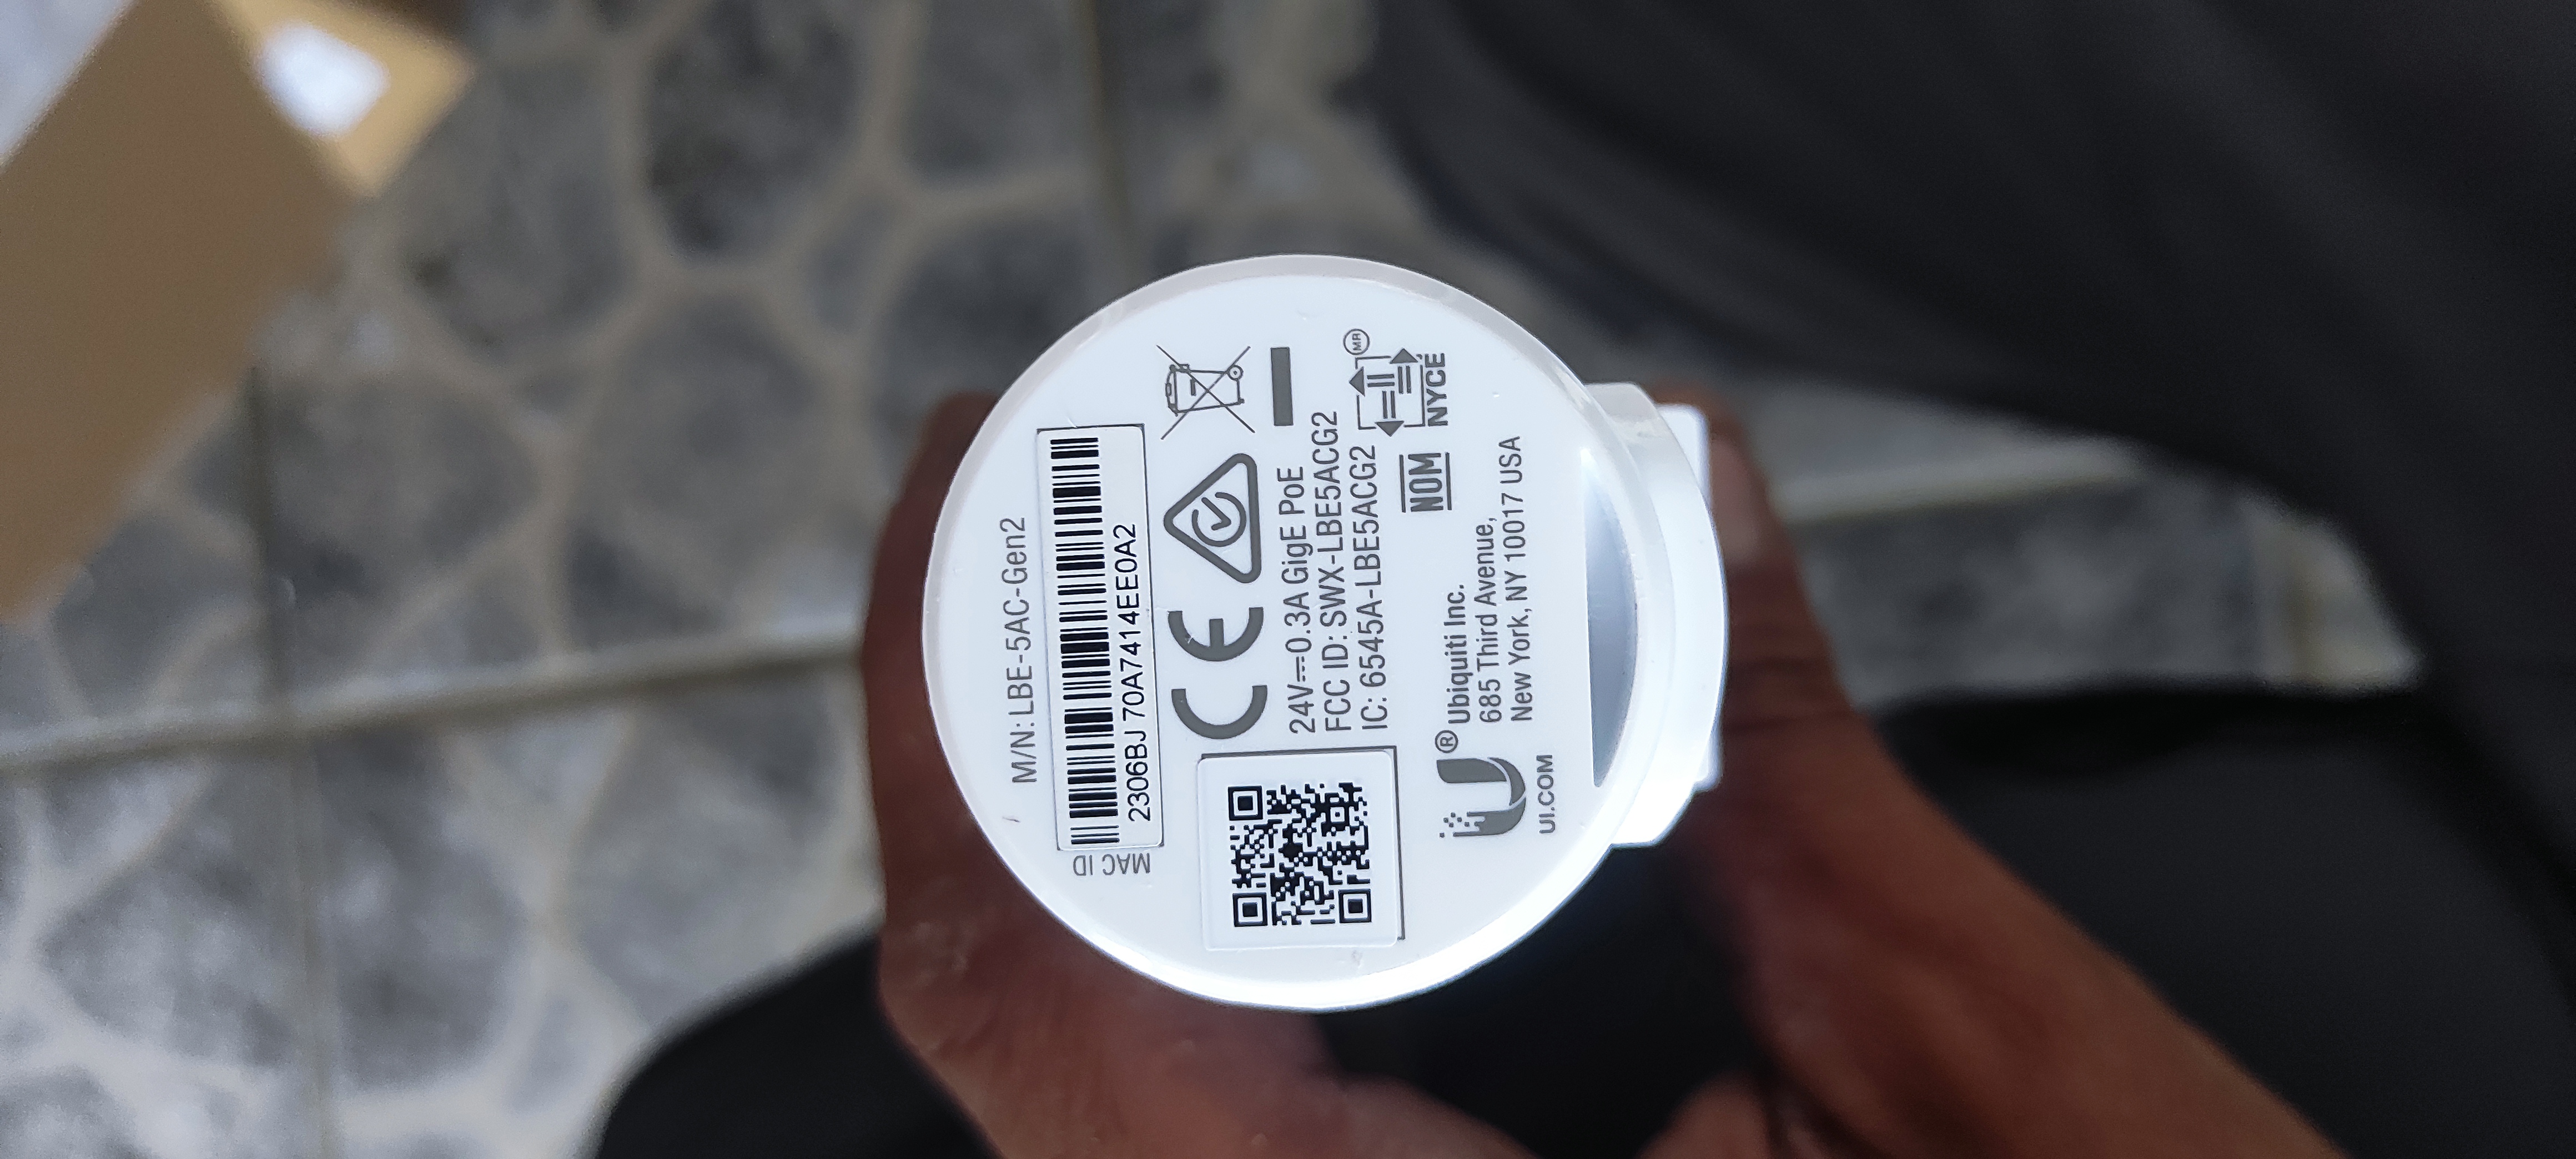 M/N: LBE-5AC-Gen2
MAC ID
2306BJ 70A7414EE0A2
24V⎓0.3A GigE PoE
FCC ID: SWX-LBE5ACG2
IC: 6545A-LBE5ACG2
NOM
NYCE
MR
®
Ubiquiti Inc.
685 Third Avenue,
New York, NY 10017 USA
UI.COM